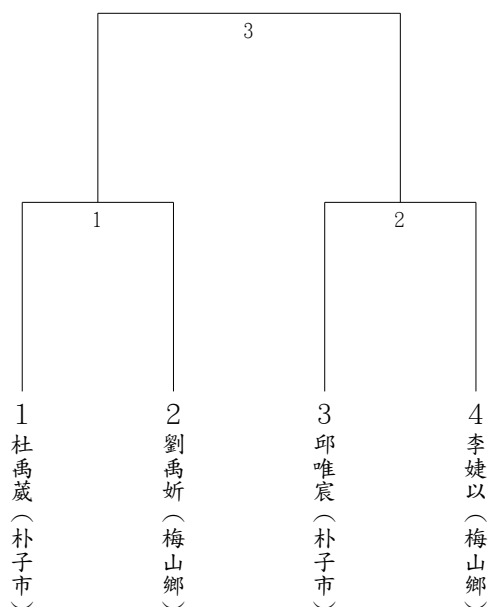 3
1
2
1 杜禹葳(朴子市)
2 劉禹妡(梅山鄉)
3 邱唯宸(朴子市)
4 李婕以(梅山鄉)